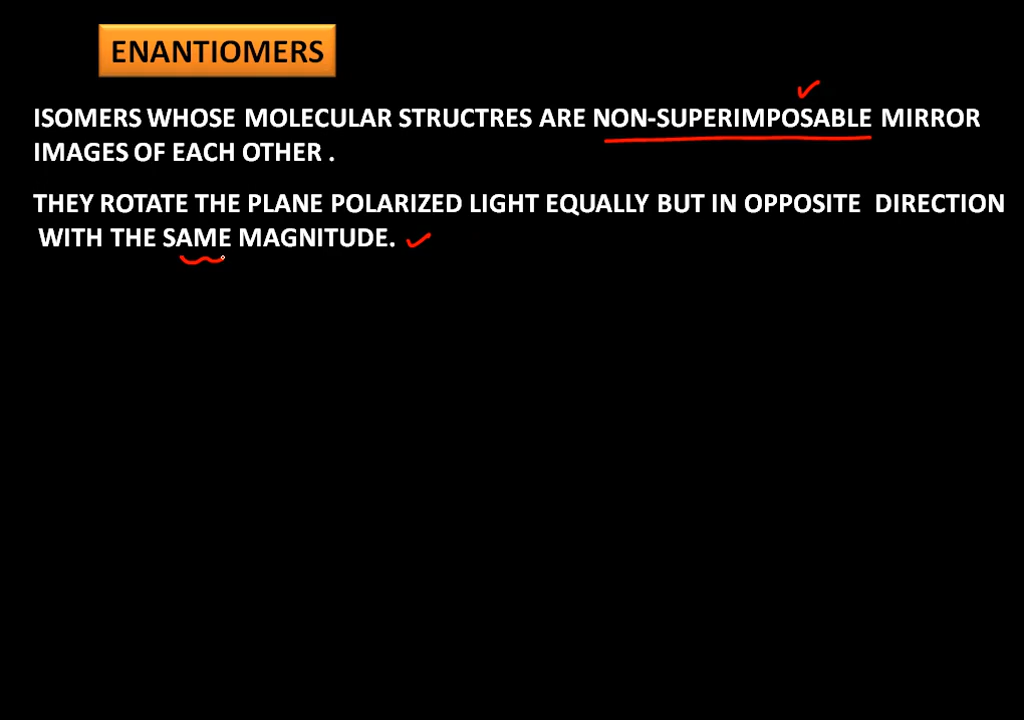 ENANTIOMERS
ISOMERS WHOSE MOLECULAR STRUCTRES ARE NON-SUPERIMPOSABLE MIRROR
IMAGES OF EACH OTHER .
THEY ROTATE THE PLANE POLARIZED LIGHT EQUALLY BUT IN OPPOSITE DIRECTION
WITH THE SAME MAGNITUDE.